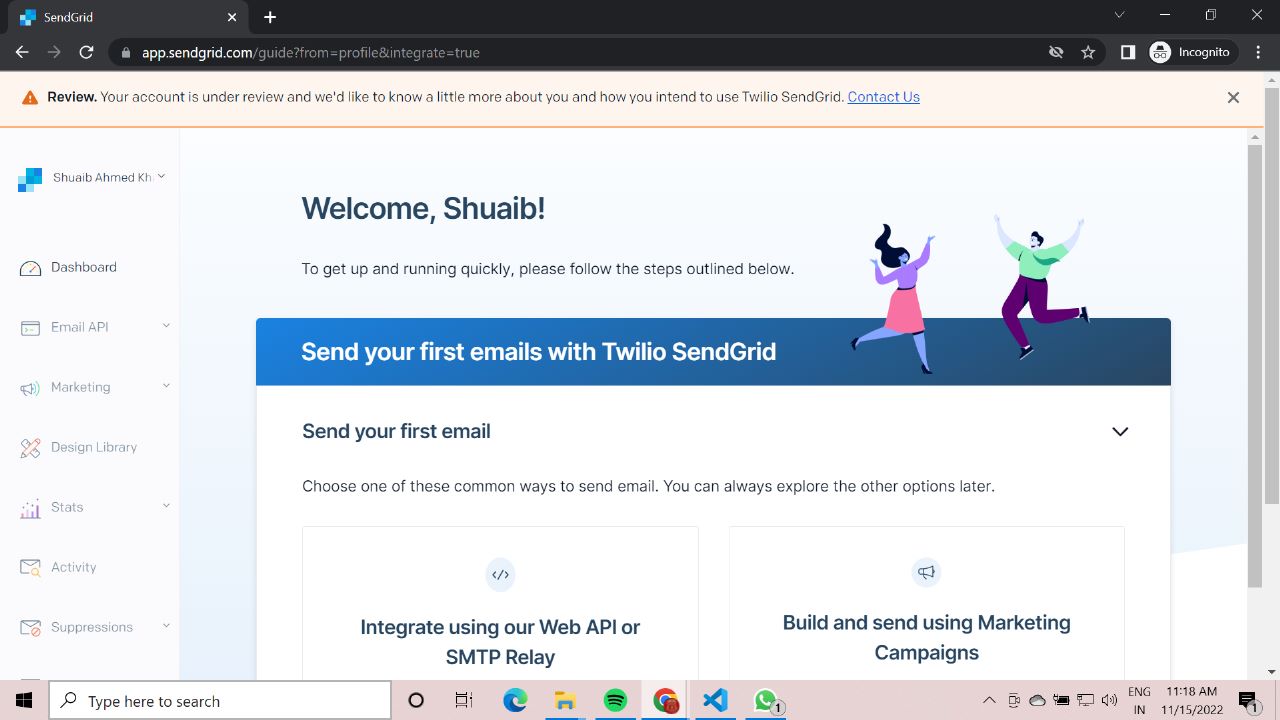 SendGrid
app.sendgrid.com/guide?from=profile&integrate=true
Incognito
Review. Your account is under review and we'd like to know a little more about you and how you intend to use Twilio SendGrid. Contact Us
Shuaib Ahmed Kh
Dashboard
Email API
Marketing
Design Library
Stats
Activity
Suppressions
Welcome, Shuaib!
To get up and running quickly, please follow the steps outlined below.
Send your first emails with Twilio SendGrid
Send your first email
Choose one of these common ways to send email. You can always explore the other options later.
Integrate using our Web API or
SMTP Relay
Build and send using Marketing
Campaigns
Type here to search
1
ENG
IN
11:18 AM
11/15/2022
1